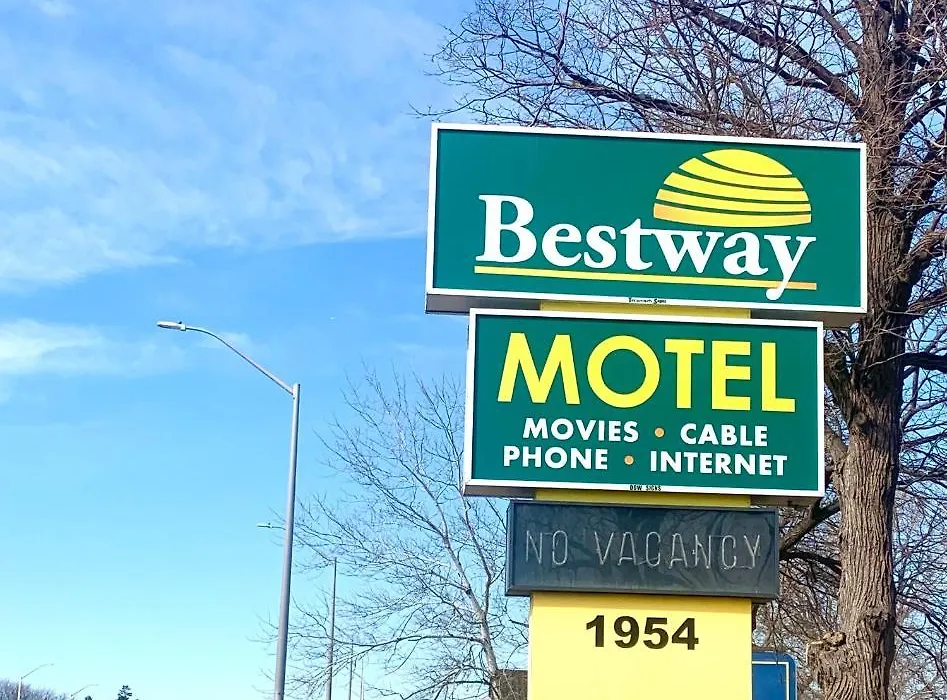 Bestway
MOTEL
MOVIES • CABLE
PHONE • INTERNET
NO VACANCY
1954